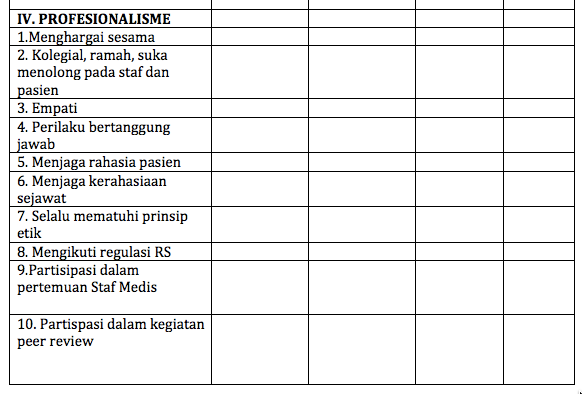 IV. PROFESIONALISME
1.Menghargai sesama
2. Kolegial, ramah, suka
menolong pada staf dan
pasien
3. Empati
4. Perilaku bertanggung
jawab
5. Menjaga rahasia pasien
6. Menjaga kerahasiaan
sejawat
7. Selalu mematuhi prinsip
etik
8. Mengikuti regulasi RS
9.Partisipasi dalam
pertemuan Staf Medis
10. Partispasi dalam kegiatan
peer review